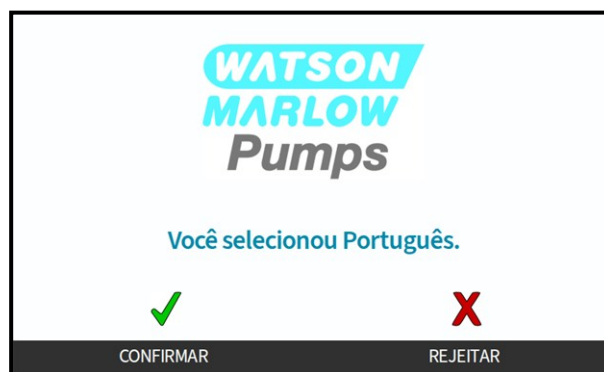 WATSON
MARLOW
Pumps
Você selecionou Português.
CONFIRMAR REJEITAR